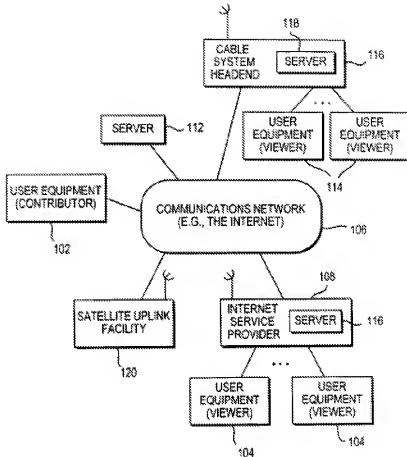 118
CABLE
SYSTEM
HEADEND
SERVER
116
SERVER
112
USER
EQUIPMENT
(VIEWER)
USER
EQUIPMENT
(VIEWER)
114
USER EQUIPMENT
(CONTRIBUTOR)
102
COMMUNICATIONS NETWORK
(E.G., THE INTERNET)
106
SATELLITE UPLINK
FACILITY
120
108
INTERNET
SERVICE
PROVIDER
SERVER
116
USER
EQUIPMENT
(VIEWER)
104
USER
EQUIPMENT
(VIEWER)
104